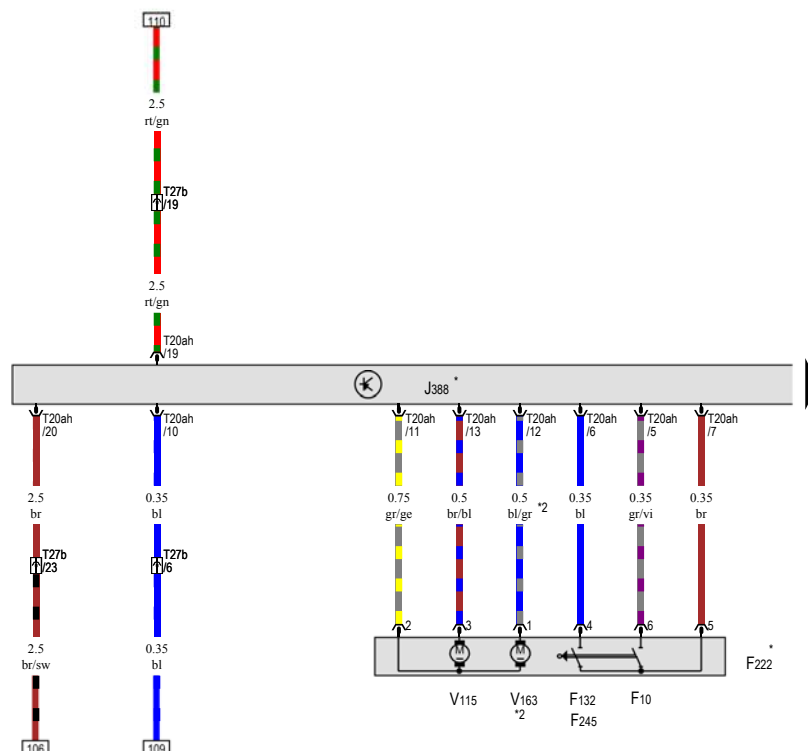 110
2.5
rt/gn
T27b
/19
2.5
rt/gn
T20ah
/19
J388 *
T20ah
/20
T20ah
/10
T20ah
/11
T20ah
/13
T20ah
/12
T20ah
/6
T20ah
/5
T20ah
/7
2.5
br
0.35
bl
0.75
gr/ge
0.5
br/bl
0.5
bl/gr *2
0.35
bl
0.35
gr/vi
0.35
br
T27b
/23
T27b
/6
2 3 1 4 6 5
M M
2.5
br/sw
0.35
bl
F222 *
V115
V163
*2
F132
F245
F10
106
109